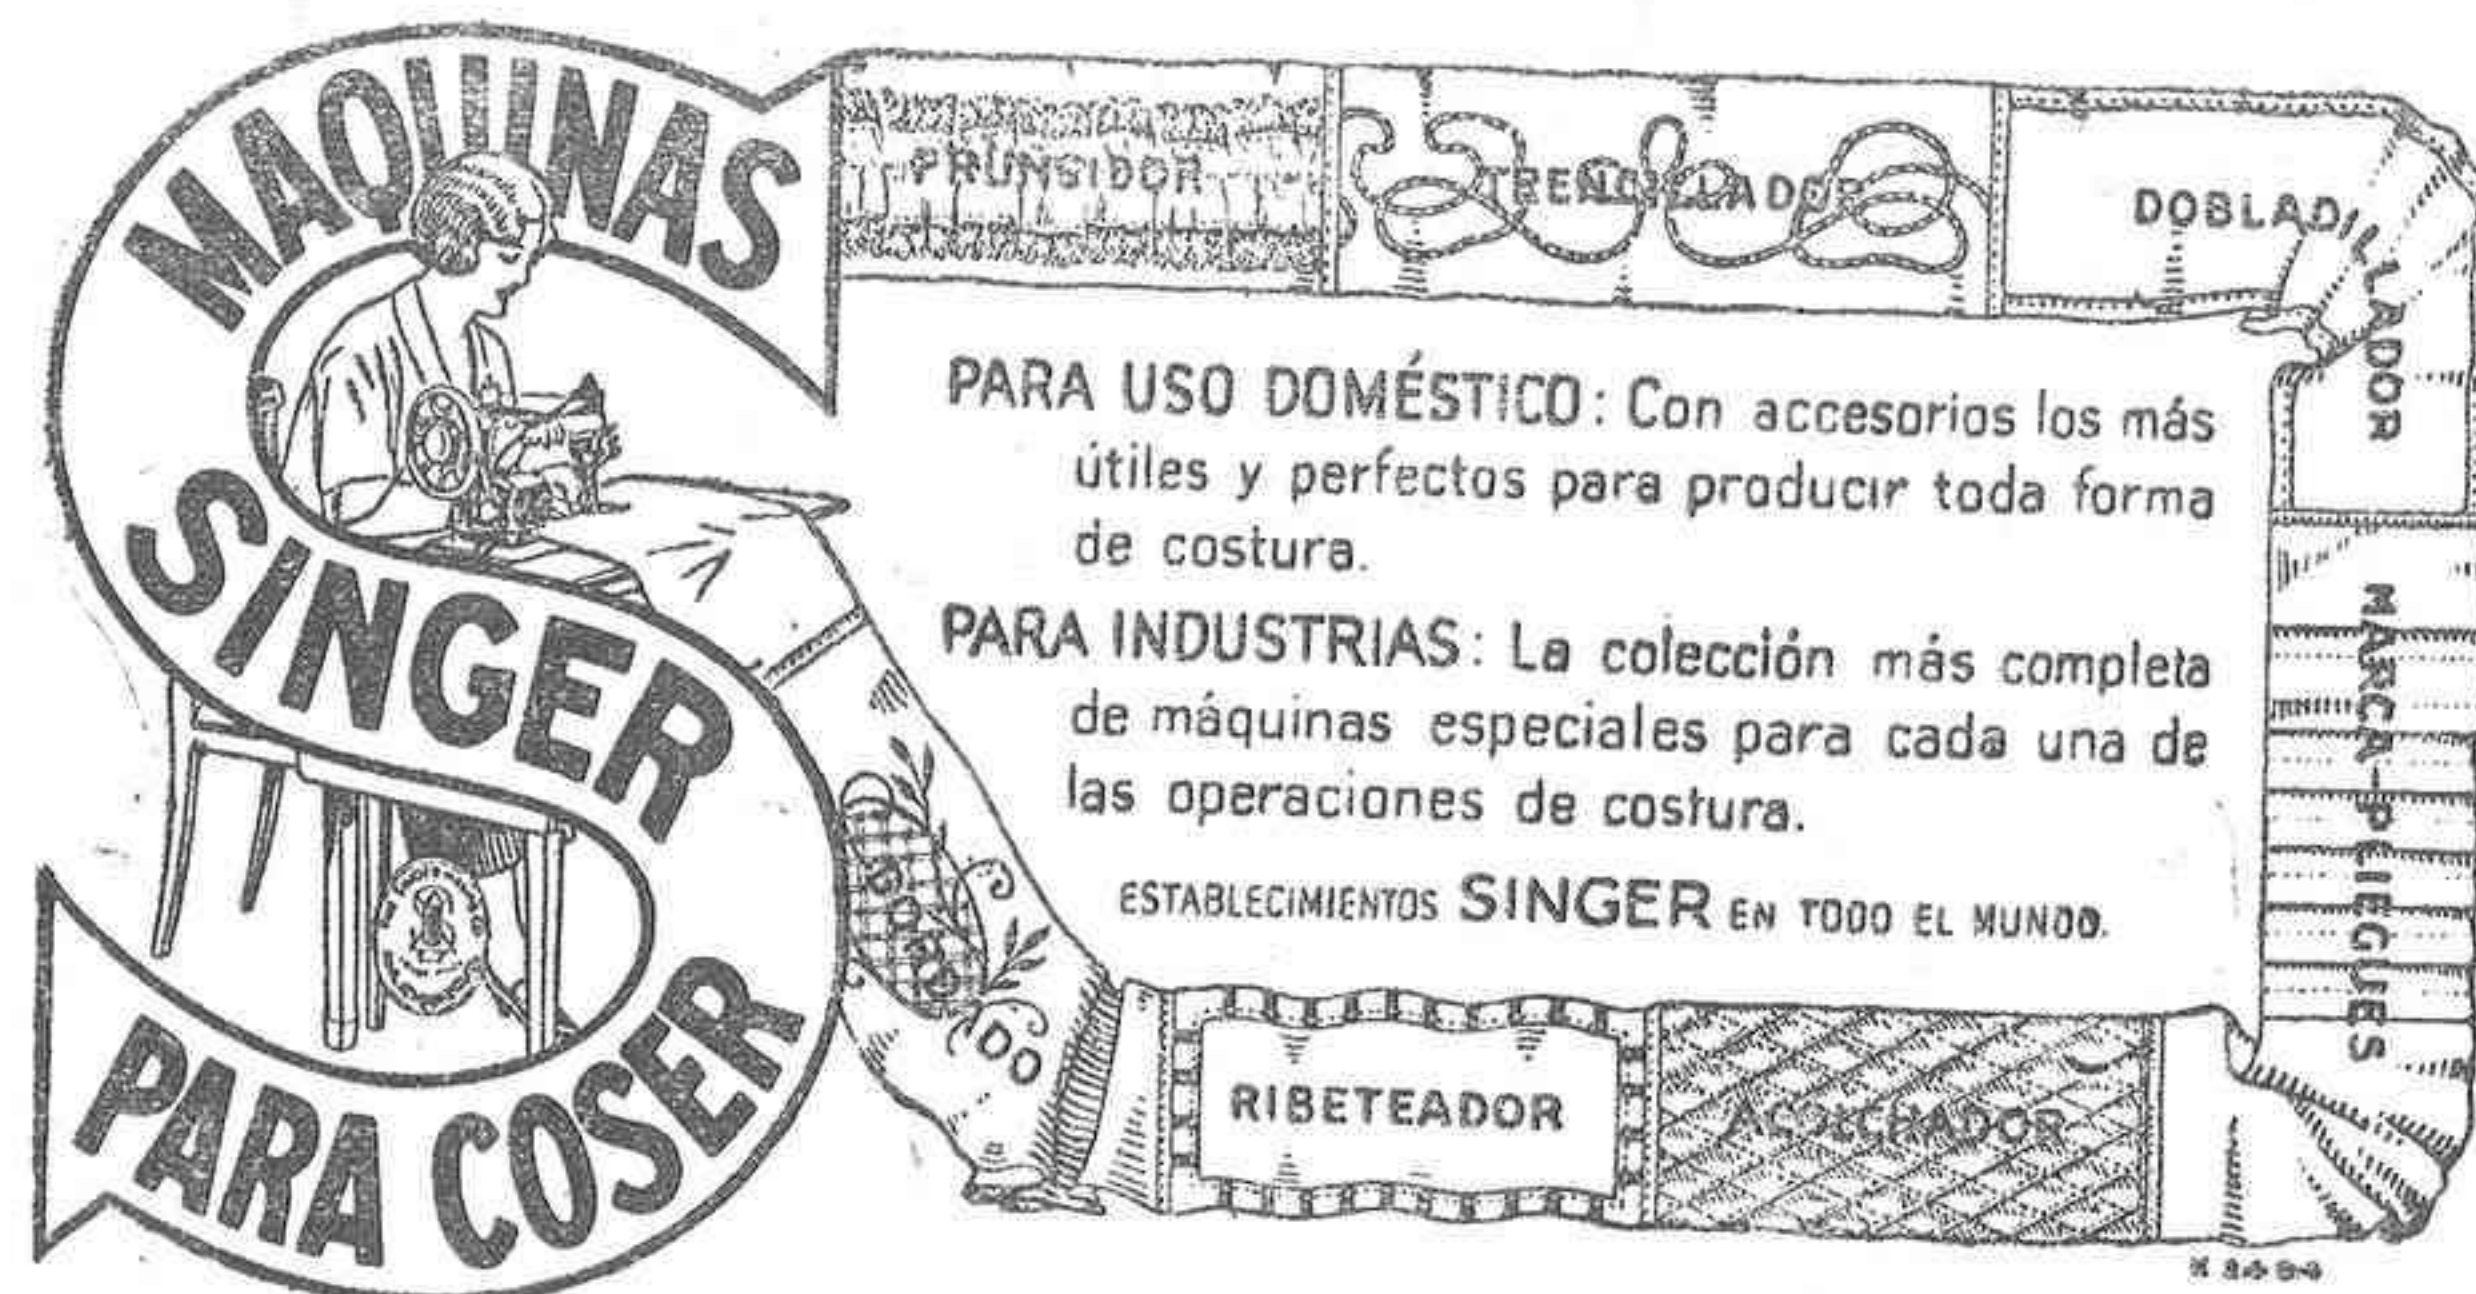 MAQUINAS
SINGER
PARA COSER
FRUNCIDOR
TRENCILLADOR
DOBLADILLADOR
MARCA-PLIEGUES
PARA USO DOMÉSTICO: Con accesorios los más
útiles y perfectos para producir toda forma
de costura.
PARA INDUSTRIAS: La colección más completa
de máquinas especiales para cada una de
las operaciones de costura.
ESTABLECIMIENTOS SINGER EN TODO EL MUNDO.
BORDADO
RIBETEADOR
ACOLCHADOR